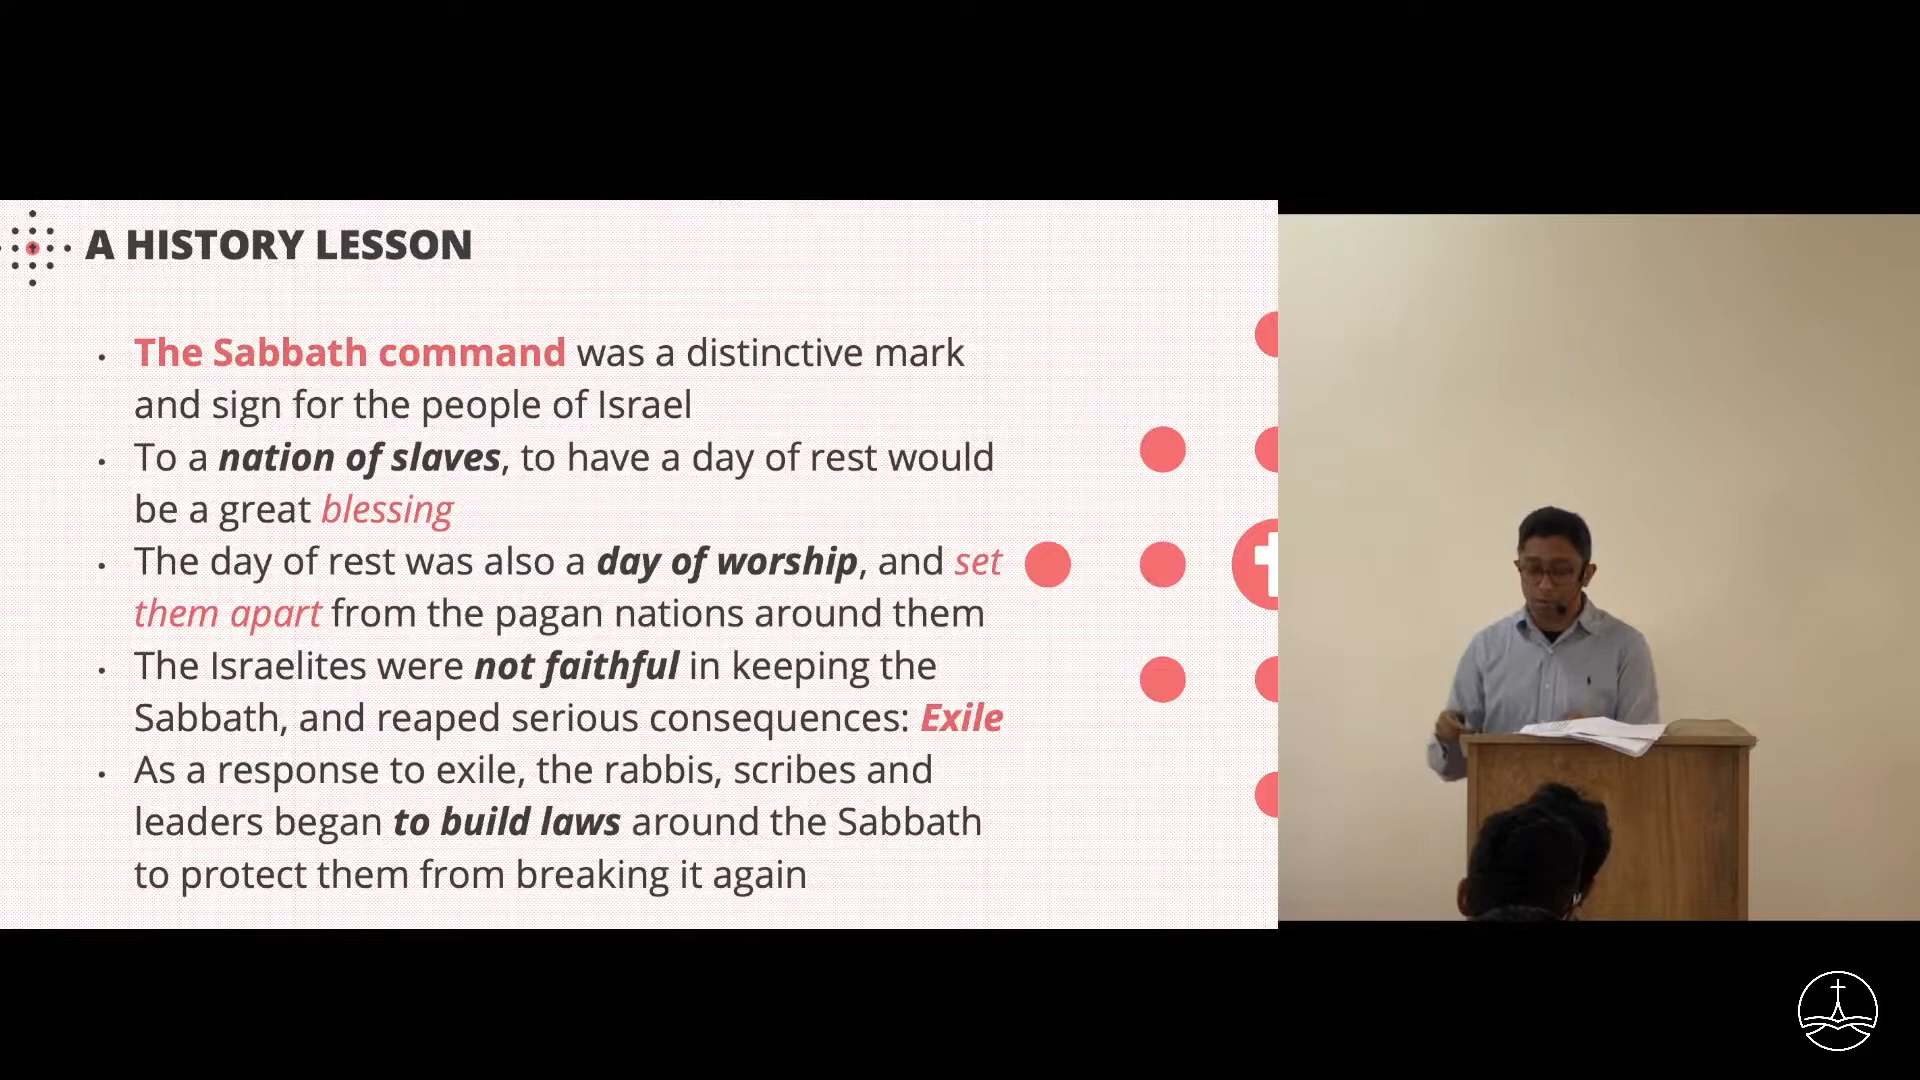 A HISTORY LESSON
• The Sabbath command was a distinctive mark
and sign for the people of Israel
• To a nation of slaves, to have a day of rest would
be a great blessing
• The day of rest was also a day of worship, and set
them apart from the pagan nations around them
• The Israelites were not faithful in keeping the
Sabbath, and reaped serious consequences: Exile
• As a response to exile, the rabbis, scribes and
leaders began to build laws around the Sabbath
to protect them from breaking it again